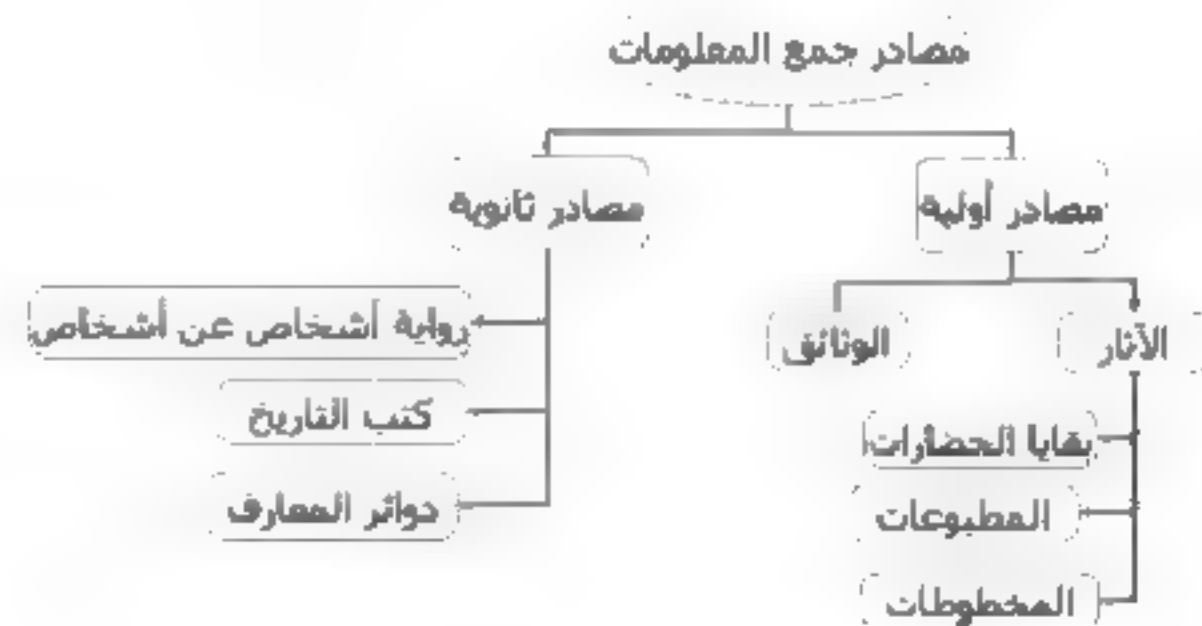 مصادر جمع المعلومات
مصادر أولية
مصادر ثانوية
الآثار
الوثائق
بقايا الحضارات
المطبوعات
المخطوطات
رواية أشخاص عن أشخاص
كتب التاريخ
دوائر المعارف